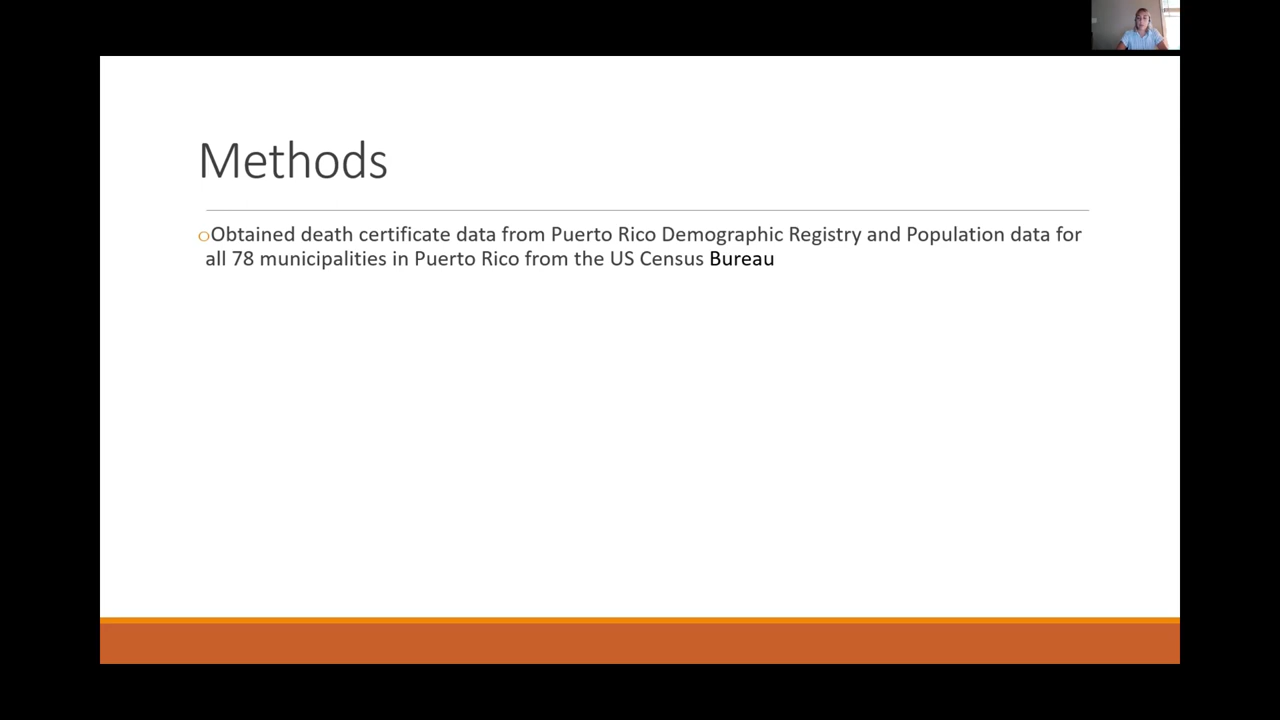 Methods
oObtained death certificate data from Puerto Rico Demographic Registry and Population data for
all 78 municipalities in Puerto Rico from the US Census Bureau